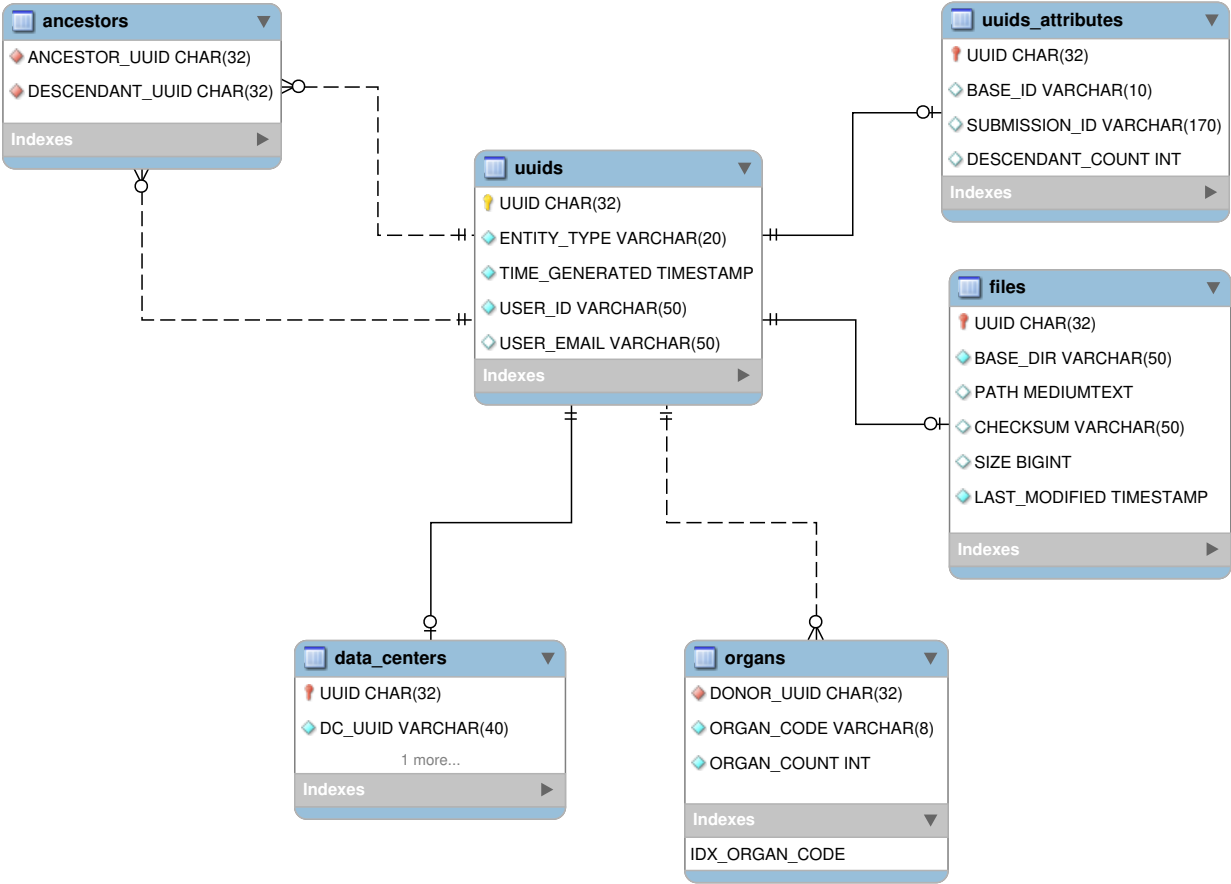 ancestors
ANCESTOR_UUID CHAR(32)
DESCENDANT_UUID CHAR(32)
Indexes
uuids_attributes
UUID CHAR(32)
BASE_ID VARCHAR(10)
SUBMISSION_ID VARCHAR(170)
DESCENDANT_COUNT INT
Indexes
uuids
UUID CHAR(32)
ENTITY_TYPE VARCHAR(20)
TIME_GENERATED TIMESTAMP
USER_ID VARCHAR(50)
USER_EMAIL VARCHAR(50)
Indexes
files
UUID CHAR(32)
BASE_DIR VARCHAR(50)
PATH MEDIUMTEXT
CHECKSUM VARCHAR(50)
SIZE BIGINT
LAST_MODIFIED TIMESTAMP
Indexes
data_centers
UUID CHAR(32)
DC_UUID VARCHAR(40)
1 more...
Indexes
organs
DONOR_UUID CHAR(32)
ORGAN_CODE VARCHAR(8)
ORGAN_COUNT INT
Indexes
IDX_ORGAN_CODE